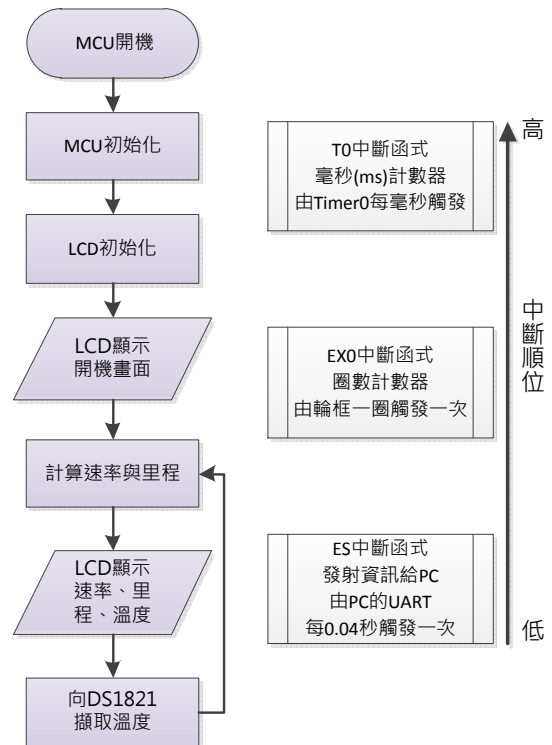 MCU開機
MCU初始化
LCD初始化
LCD顯示
開機畫面
計算速率與里程
LCD顯示
速率、里
程、溫度
向DS1821
擷取溫度
T0中斷函式
毫秒(ms)計數器
由Timer0每毫秒觸發
EX0中斷函式
圈數計數器
由輪框一圈觸發一次
ES中斷函式
發射資訊給PC
由PC的UART
每0.04秒觸發一次
高
中斷順位
低